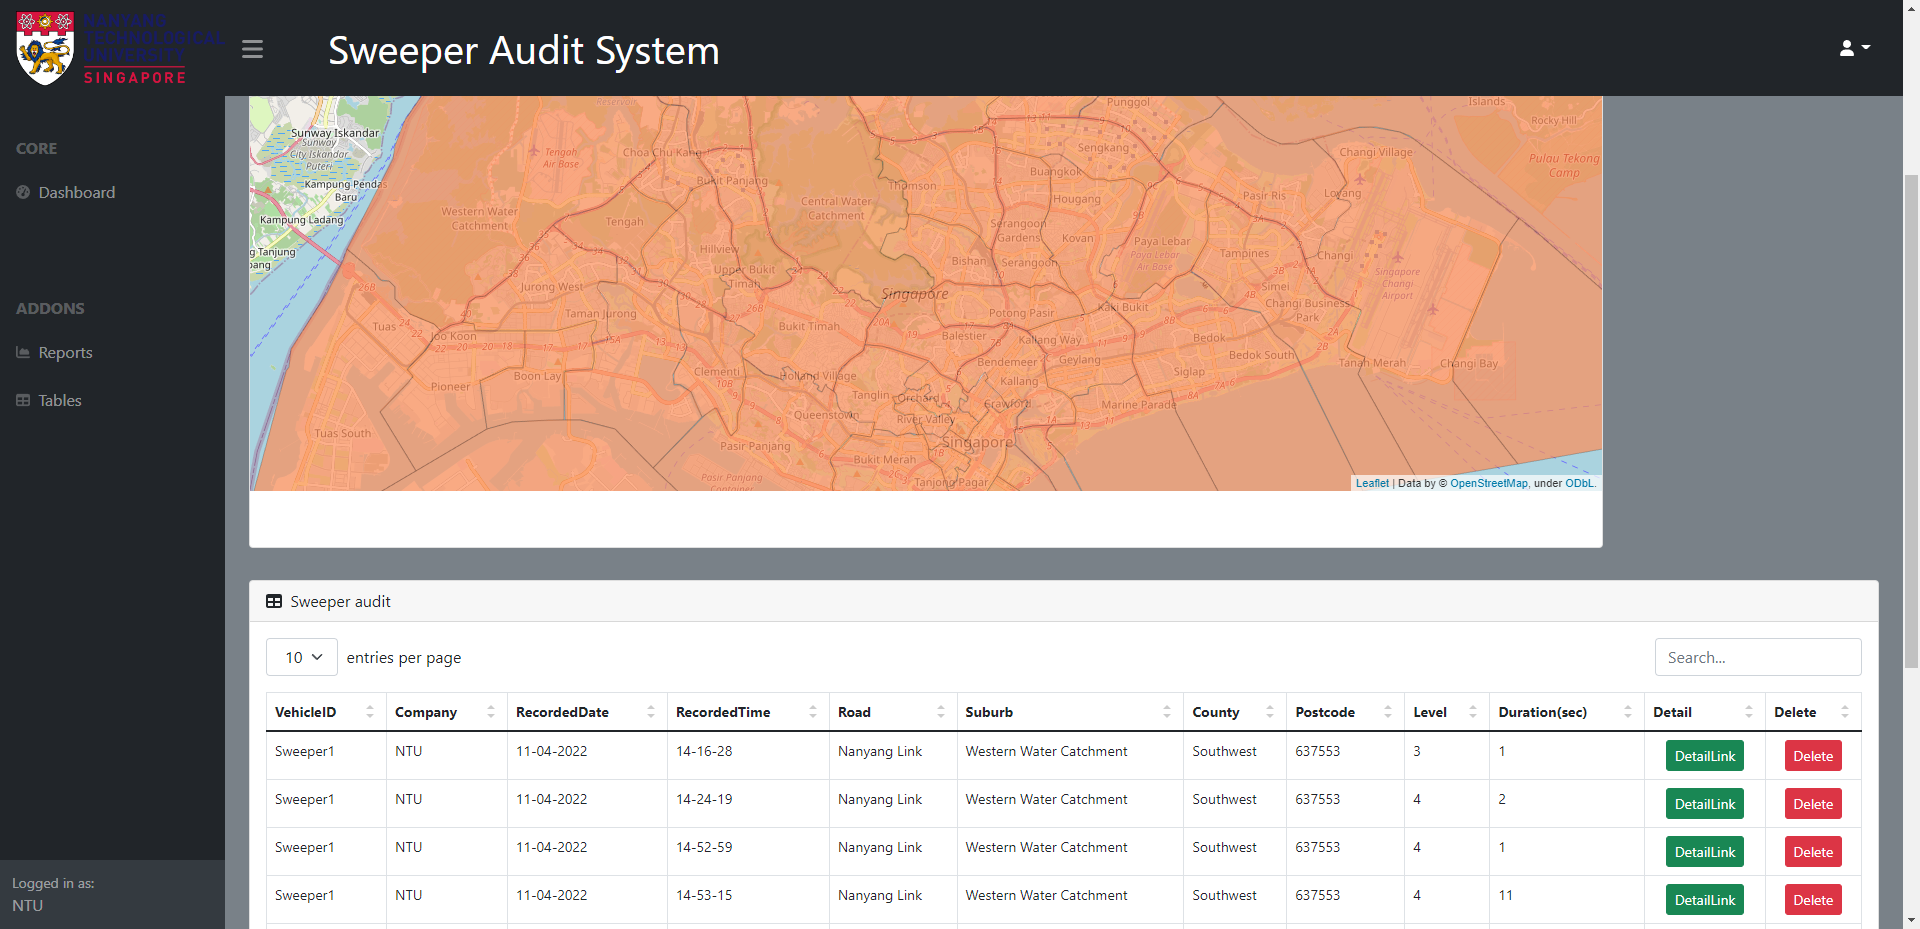 NANYANG
TECHNOLOGICAL
UNIVERSITY
SINGAPORE
Sweeper Audit System
CORE
Dashboard
ADDONS
Reports
Tables
Logged in as:
NTU
Reservoir
Punggol
Islands
Rocky Hill
Sunway Iskandar
Sunway
City Iskandar
Puteri
Kampung Pendas
Baru
Kampung Ladang
g Tanjung
pang
Tengah
Air Base
Choa Chu Kang
Bukit Panjang
Thomson
Sengkang
Buangkok
Changi Village
Pulau Tekong
Camp
Western Water
Catchment
Tengah
Central Water
Catchment
Hougang
Pasir Ris
Loyang
Serangoon
Gardens
Kovan
Paya Lebar
Paya Lebar
Air Base
Hillview
Upper Bukit
Timah
Bishan
Serangoon
Tampines
Changi
Singapore
Changi
Airport
Jurong West
Singapore
Simei
Changi Business
Park
Taman Jurong
Bukit Timah
Potong Pasir
Kaki Bukit
Tuas
Joo Koon
Balestier
Kallang Way
Bedok
Bendemeer
Geylang
Bedok South
Tanah Merah
Changi Bay
Pioneer
Boon Lay
Clementi
Holland Village
Kallang
Siglap
Tanglin
Orchard
Crawford
Marine Parade
Queenstown
River Valley
Tuas South
Pasir Panjang
Singapore
Bukit Merah
Pasir Panjang
Container
Tanjong Pagar
Leaflet | Data by © OpenStreetMap, under ODbL.
Sweeper audit
10 entries per page
Search...
VehicleID Company RecordedDate RecordedTime Road Suburb County Postcode Level Duration(sec) Detail Delete
Sweeper1 NTU 11-04-2022 14-16-28 Nanyang Link Western Water Catchment Southwest 637553 3 1 DetailLink Delete
Sweeper1 NTU 11-04-2022 14-24-19 Nanyang Link Western Water Catchment Southwest 637553 4 2 DetailLink Delete
Sweeper1 NTU 11-04-2022 14-52-59 Nanyang Link Western Water Catchment Southwest 637553 4 1 DetailLink Delete
Sweeper1 NTU 11-04-2022 14-53-15 Nanyang Link Western Water Catchment Southwest 637553 4 11 DetailLink Delete